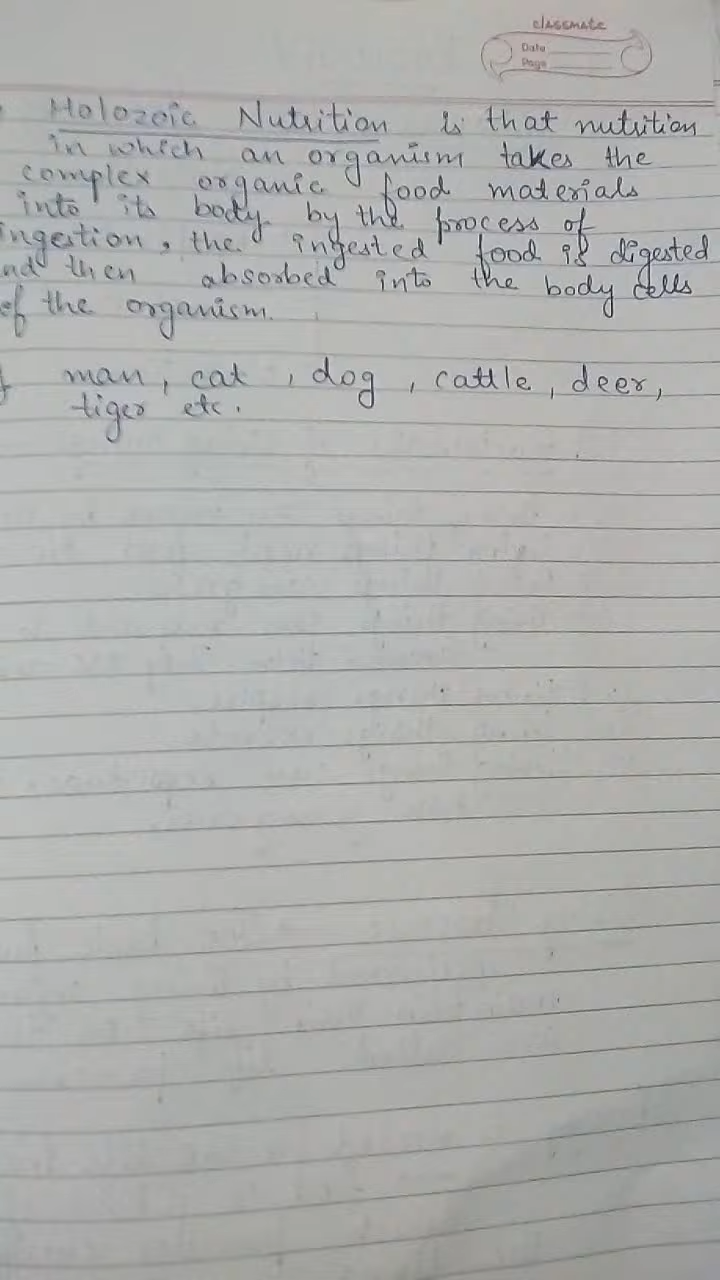 classmate
Date
Page
Holozoic Nutrition is that nutrition
in which an organism takes the
complex organic food materials
into its body by the process of
ingestion, the ingested food is digested
nd then absorbed into the body cells
of the organism.
man, cat, dog, cattle, deer,
tiger etc.